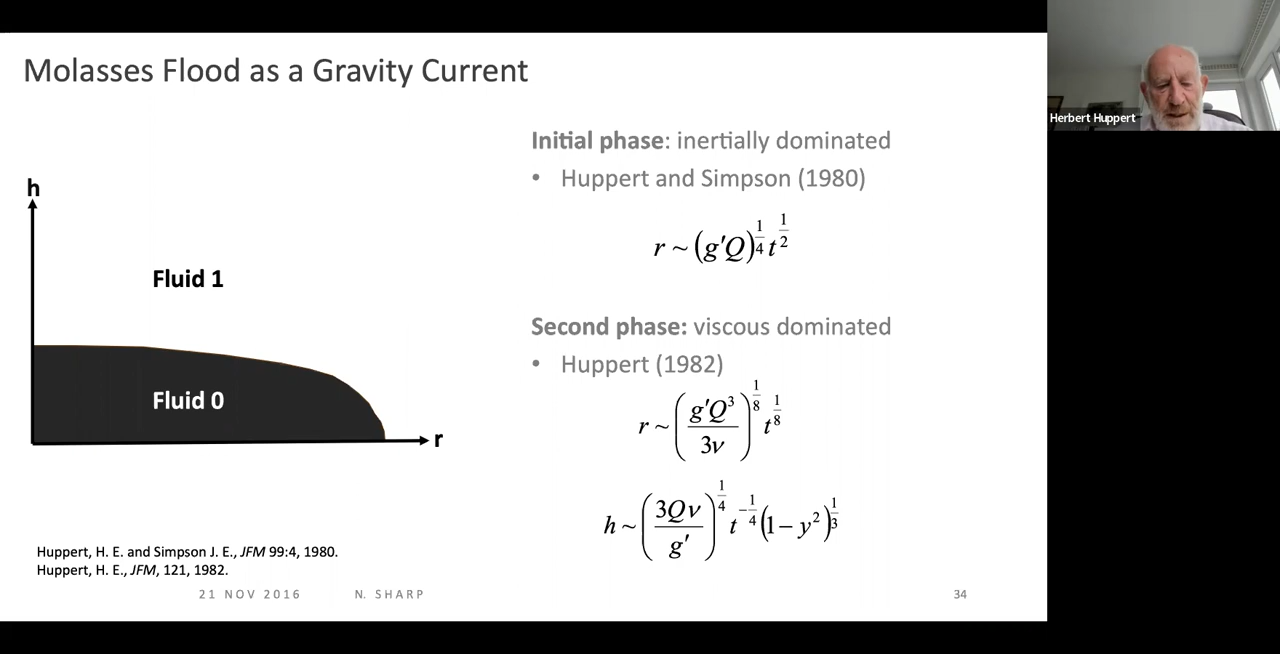 Molasses Flood as a Gravity Current
Herbert Huppert
h
Fluid 1
Fluid 0
r
Initial phase: inertially dominated
• Huppert and Simpson (1980)
r ~ (g′Q)^{1/4} t^{1/2}
Second phase: viscous dominated
• Huppert (1982)
r ~ (g′Q³/3ν)^{1/8} t^{1/8}
h ~ (3Qν/g′)^{1/4} t^{-1/4} (1 − y²)^{1/3}
Huppert, H. E. and Simpson J. E., JFM 99:4, 1980.
Huppert, H. E., JFM, 121, 1982.
21 NOV 2016 N. SHARP 34